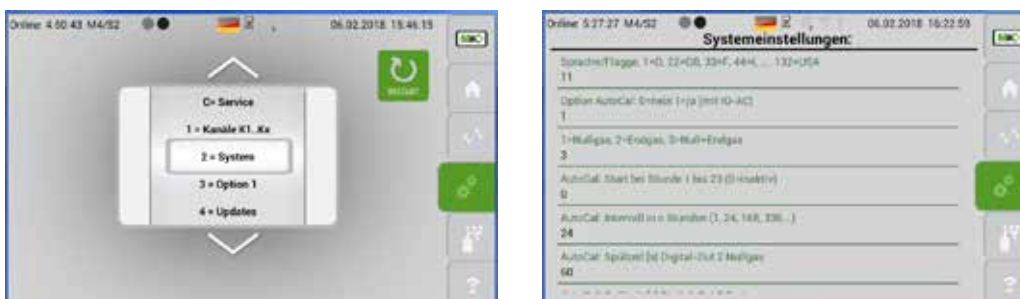 Online 4:50:43 M4/S2
06.02.2018 15:46:15
RESTART
C= Service
1 = Kanäle K1..Kx
2 = System
3 = Option 1
4 = Updates
Online 5:27:27 M4/S2
06.02.2018 16:22:59
Systemeinstellungen:
Sprache/Flagge, 1=D, 22=GB, 33=F, 44=I, ... 132=USA
11
Option AutoCal: 0=nein 1=ja (mit IO-AC)
1
1=Nullgas, 2=Endgas, 3=Null+Endgas
3
AutoCal: Start bei Stunde 1 bis 23 (0=inaktiv)
0
AutoCal: Intervall in Stunden (1, 24, 168, 336...)
24
AutoCal: Spülzeit [s] Digital-Out 2 Nullgas
60